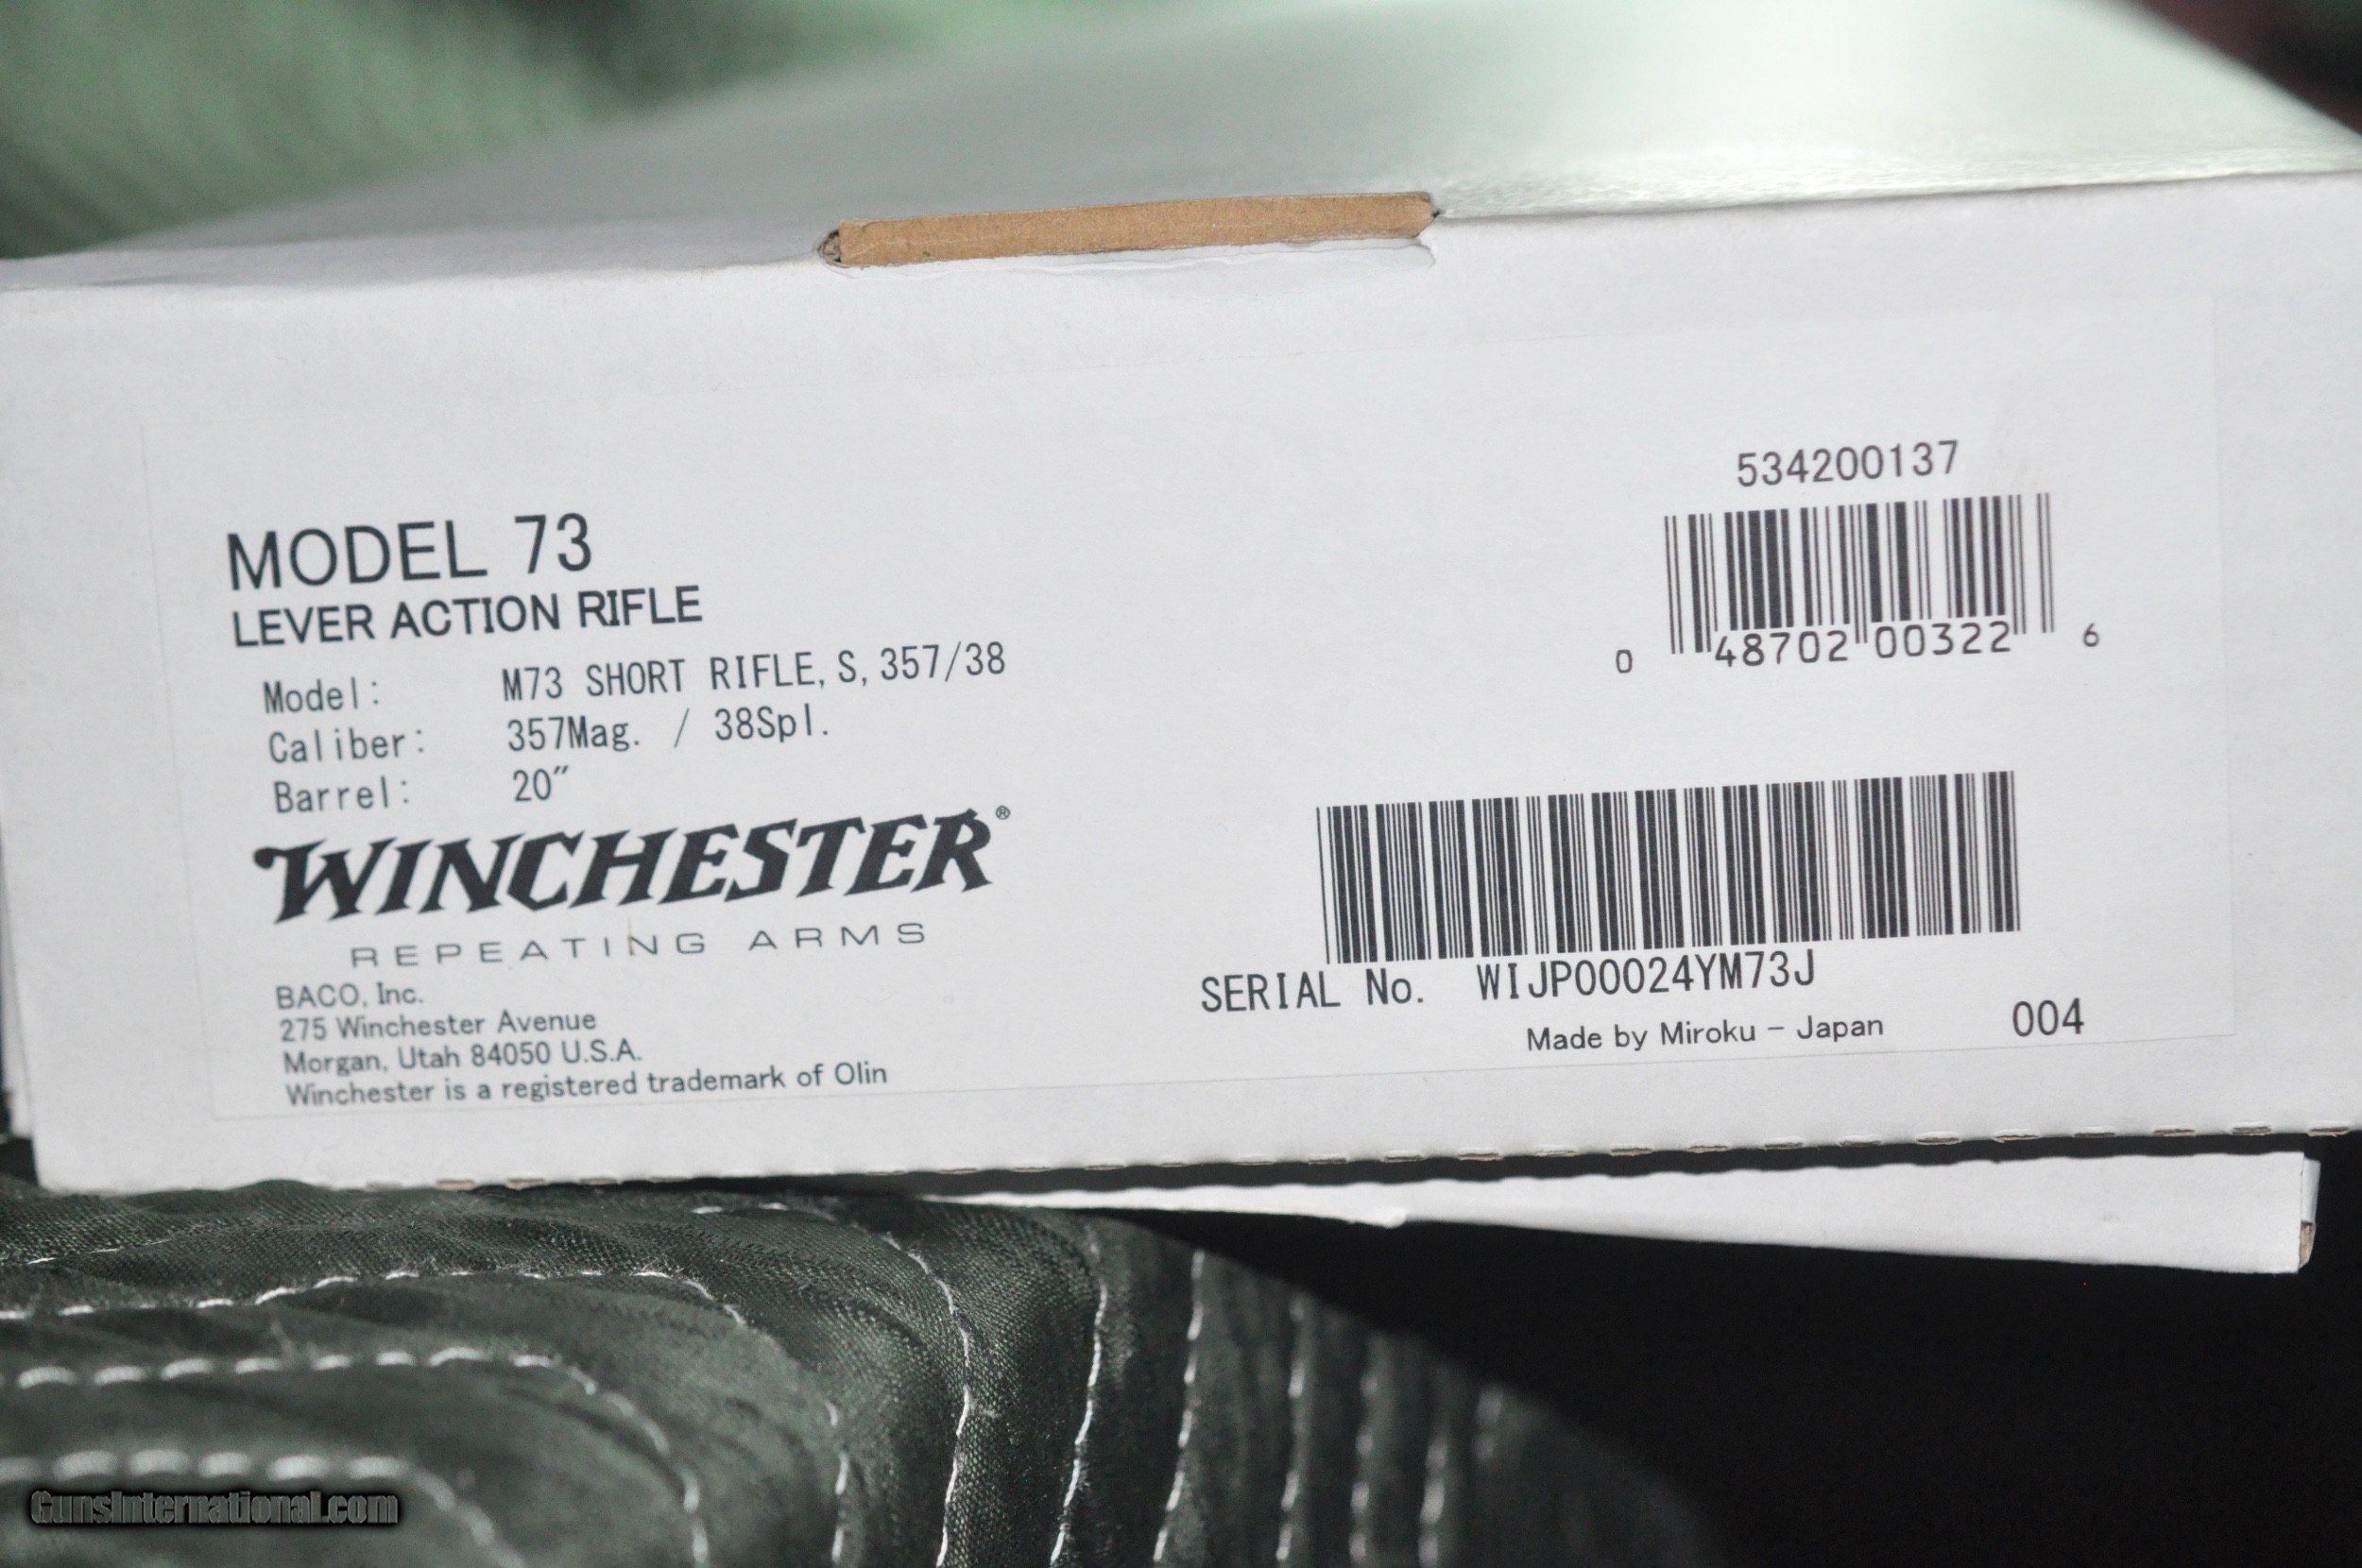 MODEL 73
LEVER ACTION RIFLE
Model: M73 SHORT RIFLE, S, 357/38
Caliber: 357Mag. / 38Spl.
Barrel: 20"
WINCHESTER®
REPEATING ARMS
BACO, Inc.
275 Winchester Avenue
Morgan, Utah 84050 U.S.A.
Winchester is a registered trademark of Olin
534200137
0 48702 00322 6
SERIAL No. WIJP00024YM73J
Made by Miroku - Japan 004
GunsInternational.com